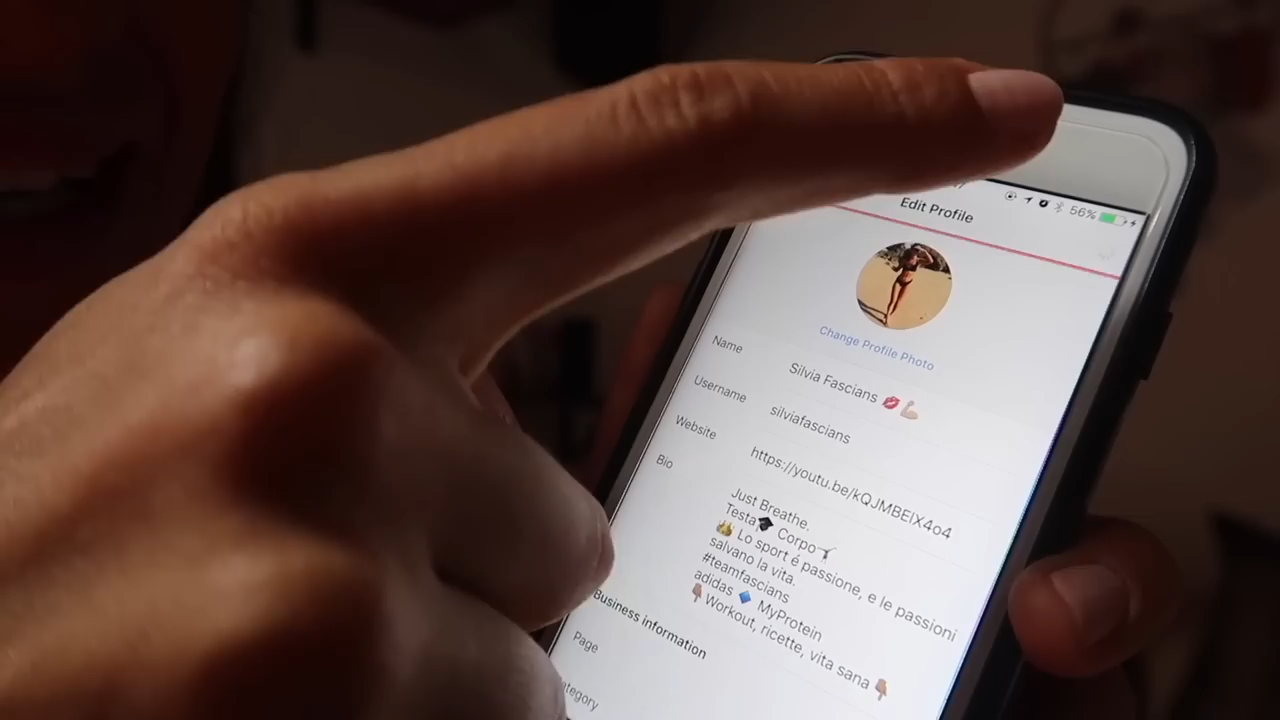 56%
Edit Profile
Change Profile Photo
Name Silvia Fascians 💋💪🏼
Username silviafascians
Website https://youtu.be/kQJMBElX4o4
Bio
Just Breathe.
Testa🎓 Corpo🤸
👑 Lo sport é passione, e le passioni
salvano la vita.
#teamfascians
adidas 🔹 MyProtein
👇🏽Workout, ricette, vita sana👇🏽
Business information
Page